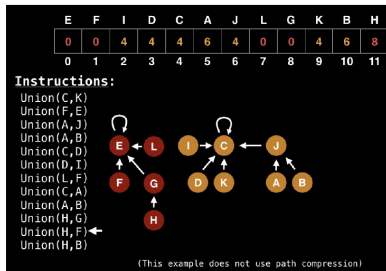 E F I D C A J L G K B H
0 0 4 4 4 6 4 0 0 4 6 8
0 1 2 3 4 5 6 7 8 9 10 11
Instructions:
Union(C,K)
Union(F,E)
Union(A,J)
Union(A,B)
Union(C,D)
Union(D,I)
Union(L,F)
Union(C,A)
Union(A,B)
Union(H,G)
Union(H,F)
Union(H,B)
E L I C J
F G D K A B
H
(This example does not use path compression)